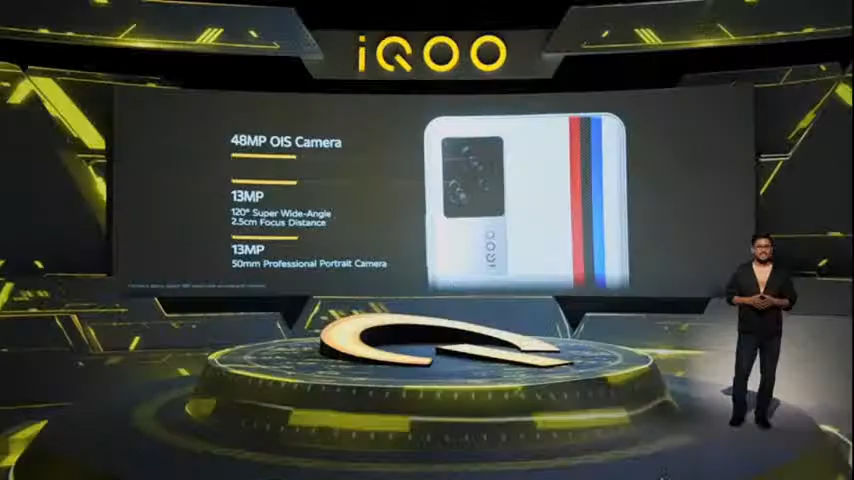 iQOO
48MP OIS Camera
13MP
120° Super Wide-Angle
2.5cm Focus Distance
13MP
50mm Professional Portrait Camera
iQOO